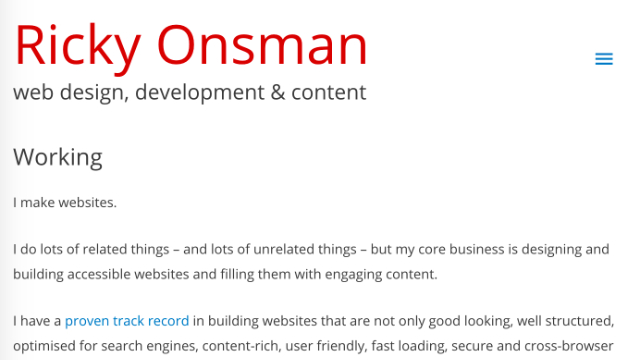 Ricky Onsman
web design, development & content
Working
I make websites.
I do lots of related things – and lots of unrelated things – but my core business is designing and
building accessible websites and filling them with engaging content.
I have a proven track record in building websites that are not only good looking, well structured,
optimised for search engines, content-rich, user friendly, fast loading, secure and cross-browser